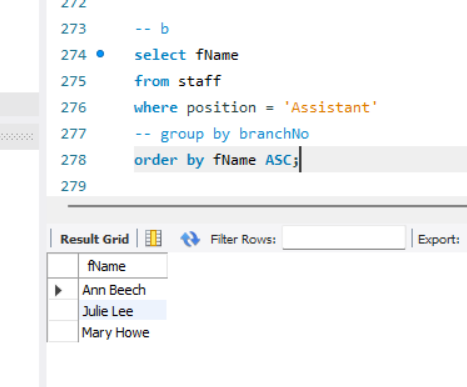 272
273 -- b
274 select fName
275 from staff
276 where position = 'Assistant'
277 -- group by branchNo
278 order by fName ASC;
279
Result Grid Filter Rows: Export:
fName
Ann Beech
Julie Lee
Mary Howe